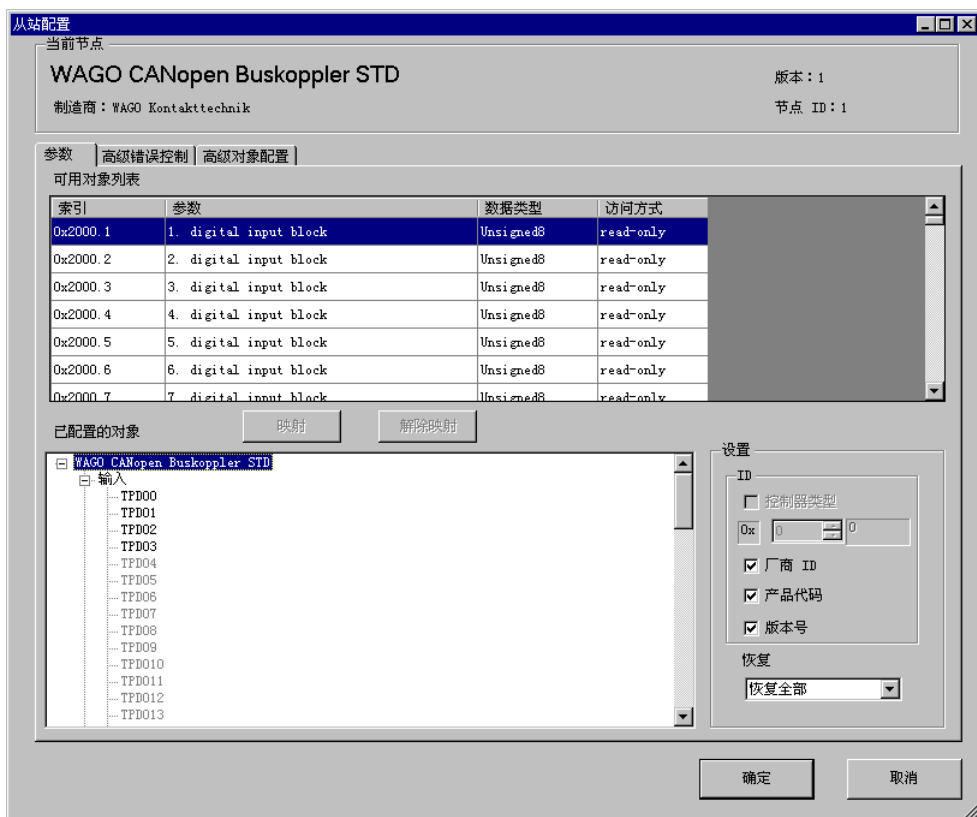 从站配置
当前节点
WAGO CANopen Buskoppler STD
版本：1
制造商：WAGO Kontakttechnik
节点 ID：1
参数 高级错误控制 高级对象配置
可用对象列表
索引 参数 数据类型 访问方式
0x2000.1 1. digital input block Unsigned8 read-only
0x2000.2 2. digital input block Unsigned8 read-only
0x2000.3 3. digital input block Unsigned8 read-only
0x2000.4 4. digital input block Unsigned8 read-only
0x2000.5 5. digital input block Unsigned8 read-only
0x2000.6 6. digital input block Unsigned8 read-only
0x2000.7 7. digital input block Unsigned8 read-only
已配置的对象 映射 解除映射
WAGO CANopen Buskoppler STD
输入
TPDO0
TPDO1
TPDO2
TPDO3
TPDO4
TPDO5
TPDO6
TPDO7
TPDO8
TPDO9
TPDO10
TPDO11
TPDO12
TPDO13
设置
ID
控制器类型
0x 0 0
厂商 ID
产品代码
版本号
恢复
恢复全部
确定 取消